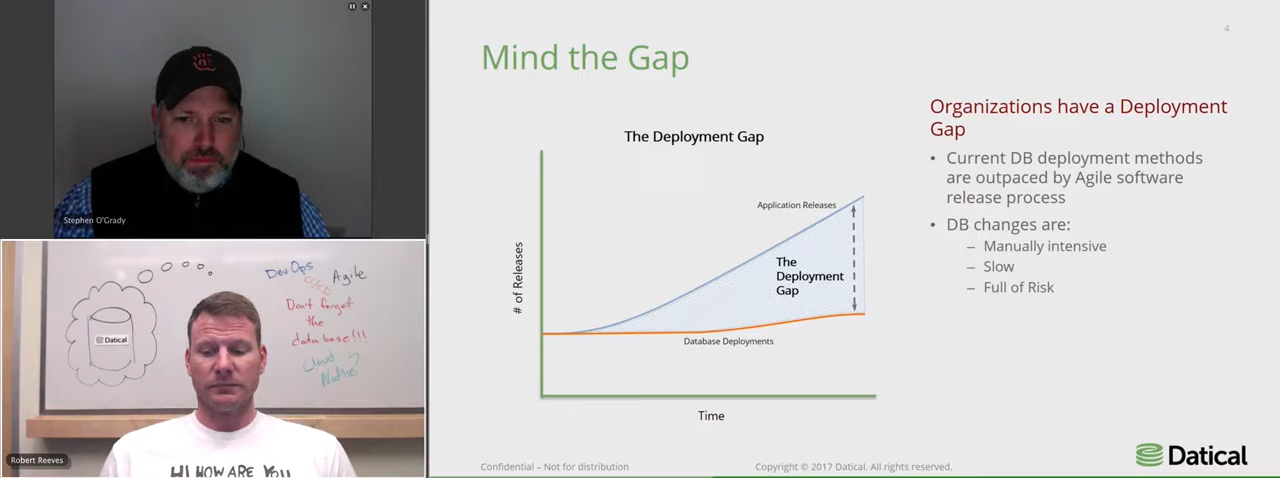 Stephen O'Grady
DevOps
CI/CD
Agile
Don't forget
the
database!!!
Cloud
Native?
Datical
HI HOW ARE YOU
Robert Reeves
4
Mind the Gap
The Deployment Gap
# of Releases
Application Releases
The
Deployment
Gap
Database Deployments
Time
Organizations have a Deployment
Gap
• Current DB deployment methods
are outpaced by Agile software
release process
• DB changes are:
– Manually intensive
– Slow
– Full of Risk
Confidential – Not for distribution
Copyright © 2017 Datical. All rights reserved.
Datical